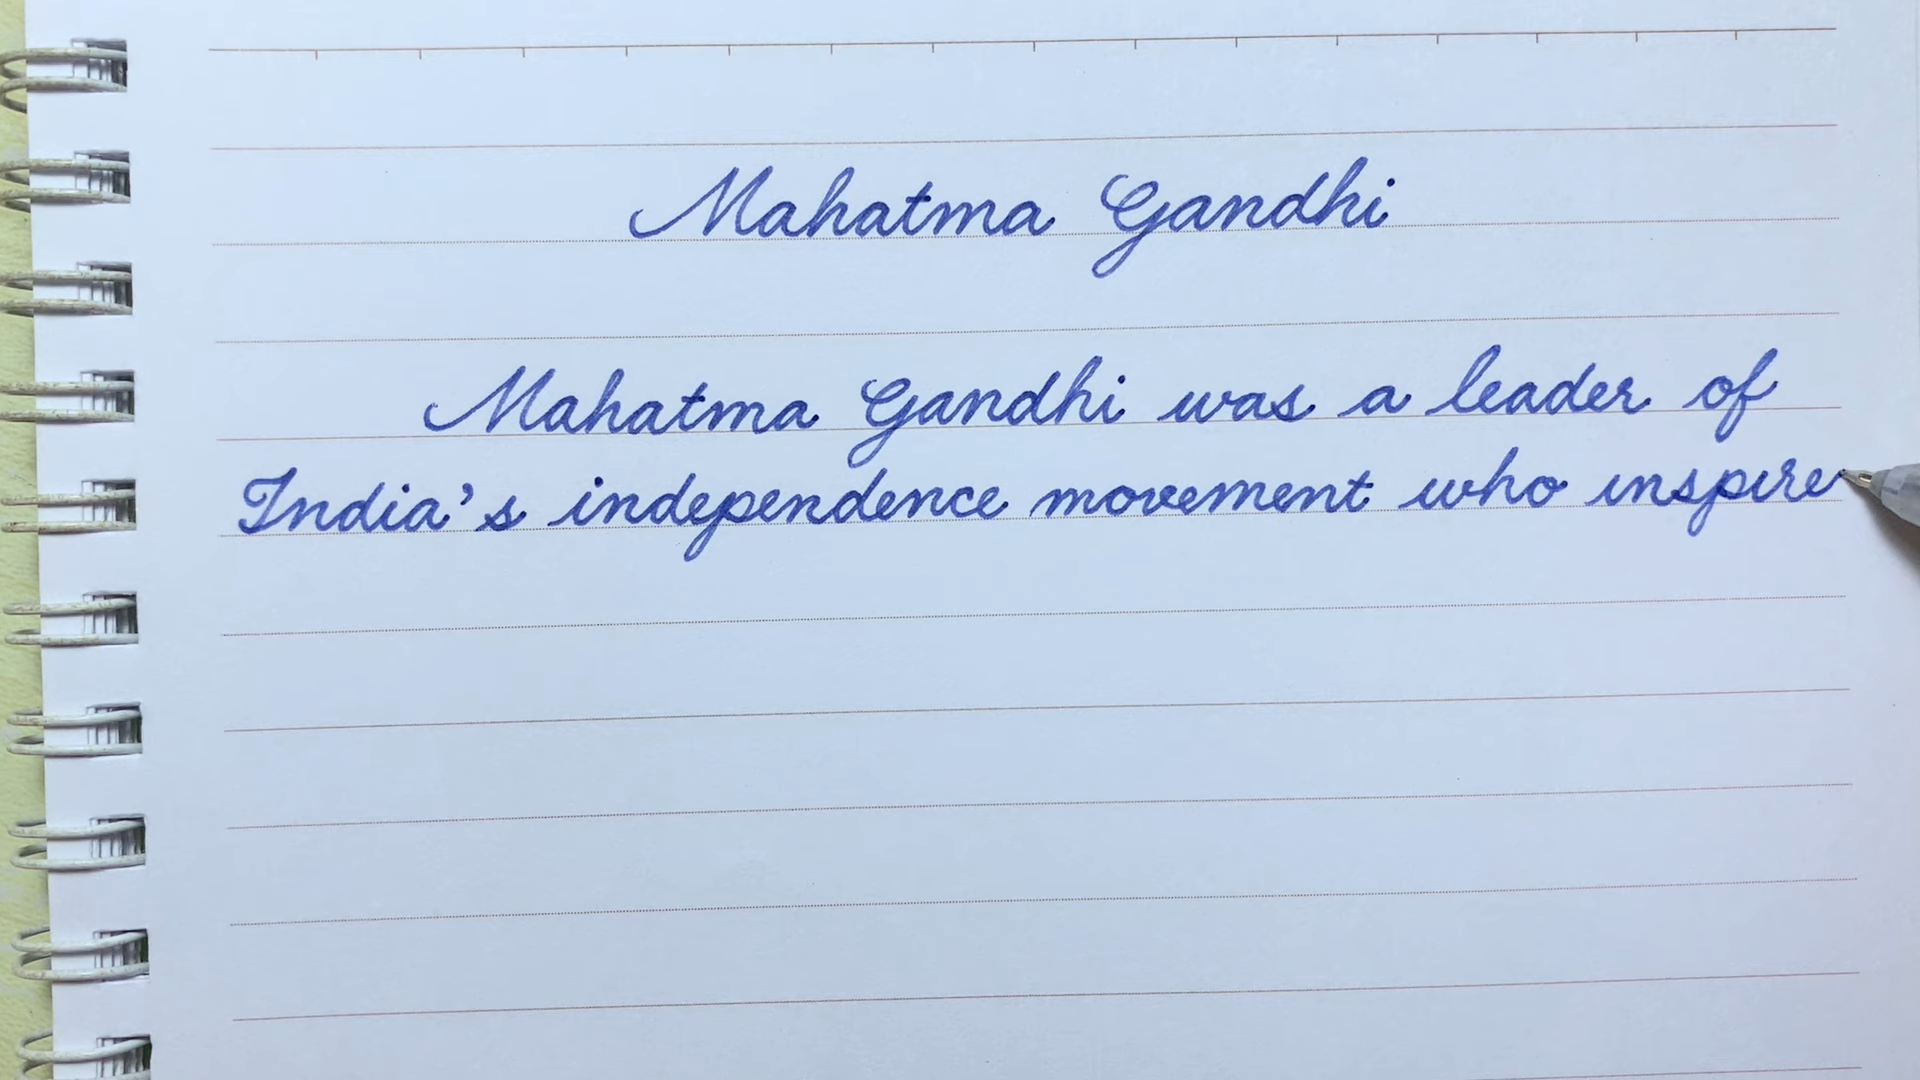 Mahatma Gandhi
Mahatma Gandhi was a leader of
India's independence movement who inspire